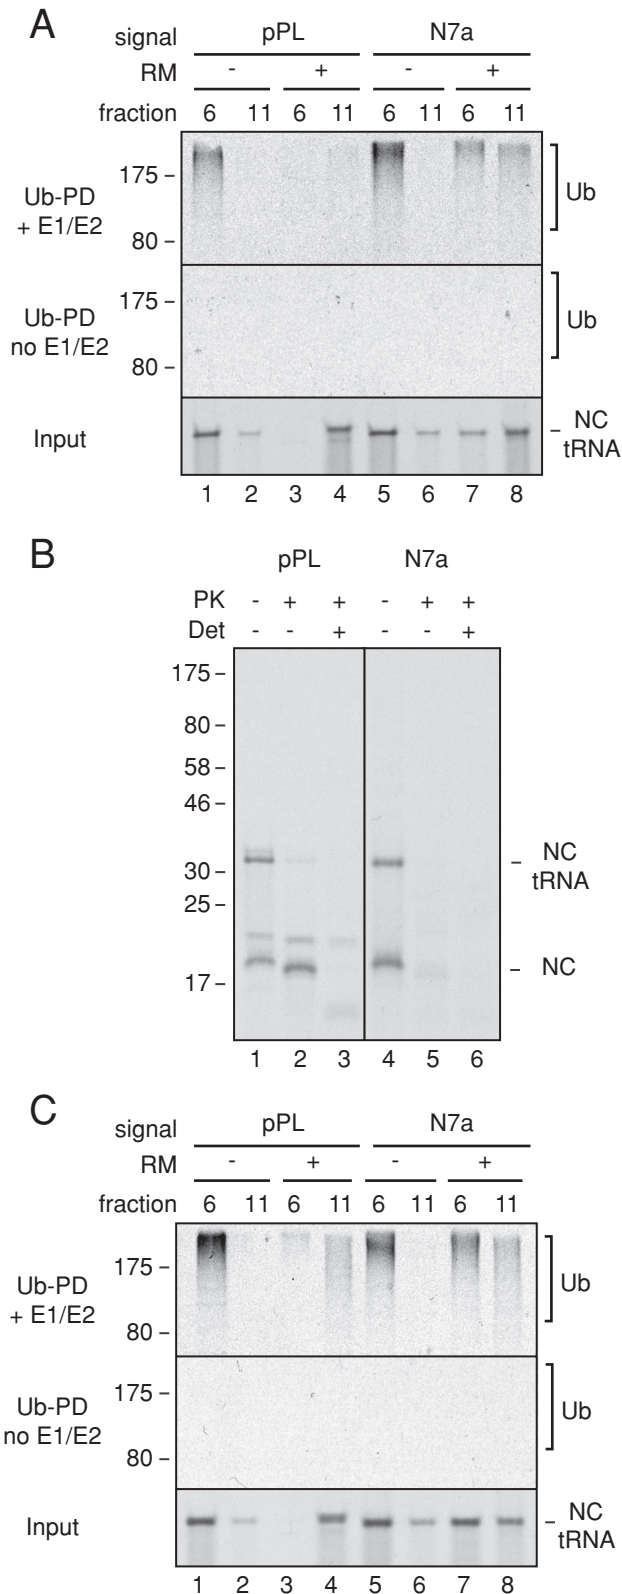 A
signal pPL N7a
RM - + - +
fraction 6 11 6 11 6 11 6 11
Ub-PD
+ E1/E2
175 –
80 –
Ub
Ub-PD
no E1/E2
175 –
80 –
Ub
Input
– NC
tRNA
1 2 3 4 5 6 7 8
B
pPL N7a
PK - + + - + +
Det - - + - - +
175 –
80 –
58 –
46 –
30 –
25 –
17 –
– NC
tRNA
– NC
1 2 3 4 5 6
C
signal pPL N7a
RM - + - +
fraction 6 11 6 11 6 11 6 11
Ub-PD
+ E1/E2
175 –
80 –
Ub
Ub-PD
no E1/E2
175 –
80 –
Ub
Input
– NC
tRNA
1 2 3 4 5 6 7 8